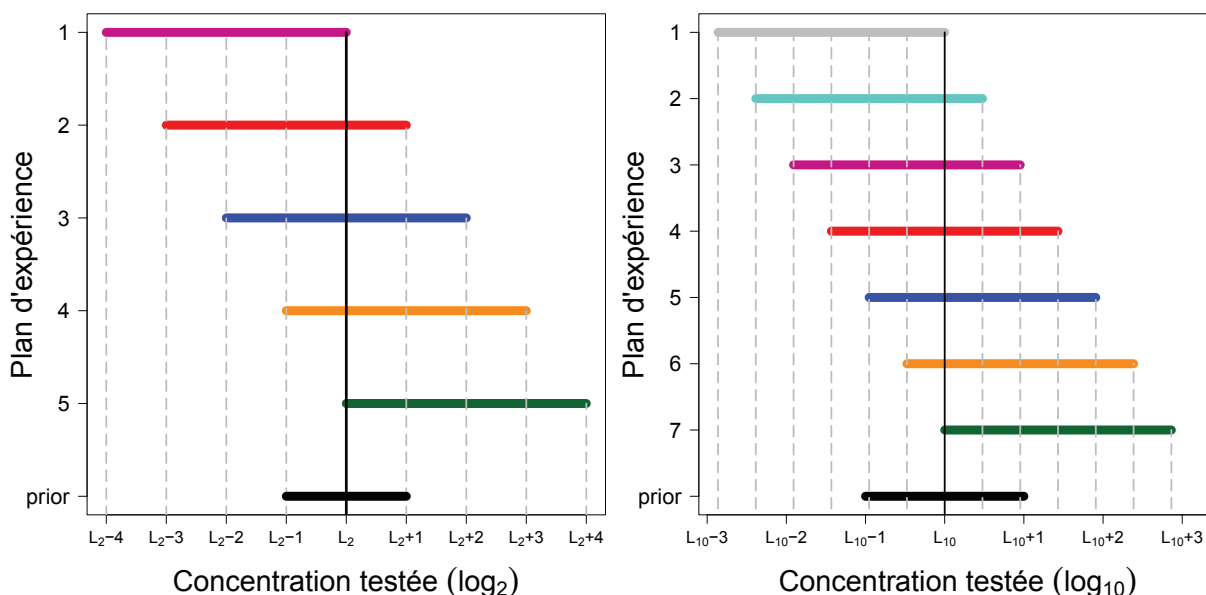 Plan d'expérience
1
2
3
4
5
prior
L₂−4 L₂−3 L₂−2 L₂−1 L₂ L₂+1 L₂+2 L₂+3 L₂+4
Concentration testée (log₂)
Plan d'expérience
1
2
3
4
5
6
7
prior
L₁₀−3 L₁₀−2 L₁₀−1 L₁₀ L₁₀+1 L₁₀+2 L₁₀+3
Concentration testée (log₁₀)